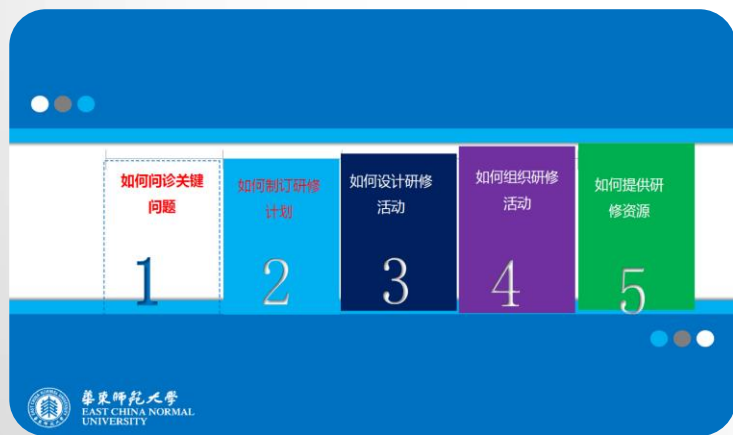 如何问诊关键
问题
1
如何制订研修
计划
2
如何设计研修
活动
3
如何组织研修
活动
4
如何提供研
修资源
5
華東師範大學
EAST CHINA NORMAL
UNIVERSITY